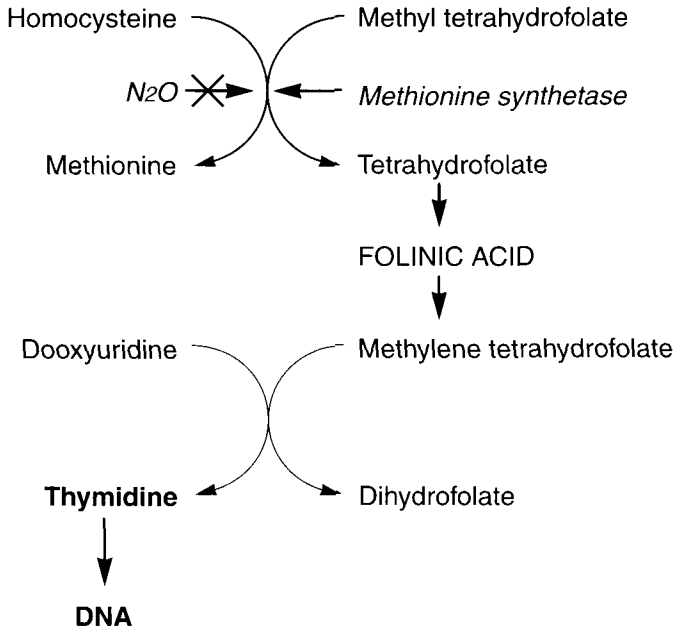 Homocysteine
Methyl tetrahydrofolate
N2O
Methionine synthetase
Methionine
Tetrahydrofolate
FOLINIC ACID
Dooxyuridine
Methylene tetrahydrofolate
Thymidine
Dihydrofolate
DNA